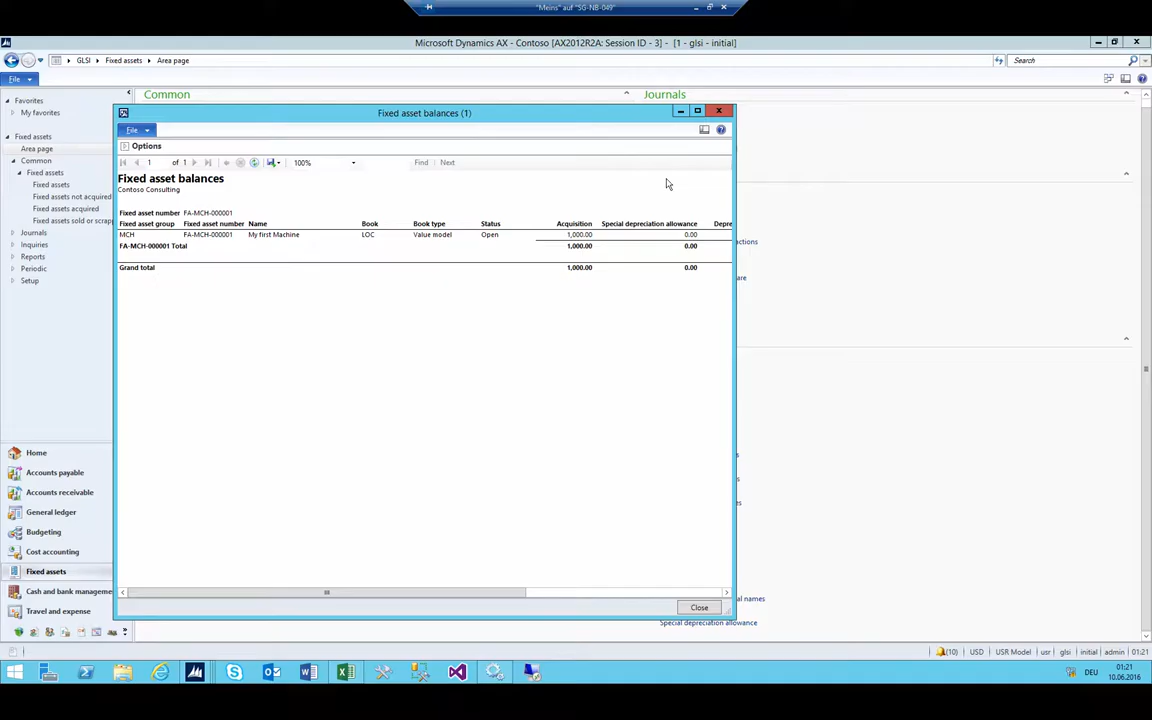 "Meins" auf "SG-NB-049"
Microsoft Dynamics AX - Contoso [AX2012R2A: Session ID - 3] - [1 - glsi - initial]
GLSI Fixed assets Area page Search
File
Favorites
My favorites
Fixed assets
Area page
Common
Fixed assets
Fixed assets
Fixed assets not acquired
Fixed assets acquired
Fixed assets sold or scrap
Journals
Inquiries
Reports
Periodic
Setup
Home
Accounts payable
Accounts receivable
General ledger
Budgeting
Cost accounting
Fixed assets
Cash and bank manageme
Travel and expense
Common Journals
Fixed asset balances (1)
File
Options
1 of 1 100% Find Next
Fixed asset balances
Contoso Consulting
Fixed asset number FA-MCH-000001
Fixed asset group Fixed asset number Name Book Book type Status Acquisition Special depreciation allowance Depre
MCH FA-MCH-000001 My first Machine LOC Value model Open 1,000.00 0.00
FA-MCH-000001 Total 1,000.00 0.00
Grand total 1,000.00 0.00
Close
actions
are
al names
Special depreciation allowance
(10) USD USR Model usr glsi initial admin 01:21
DEU 01:21
10.06.2016